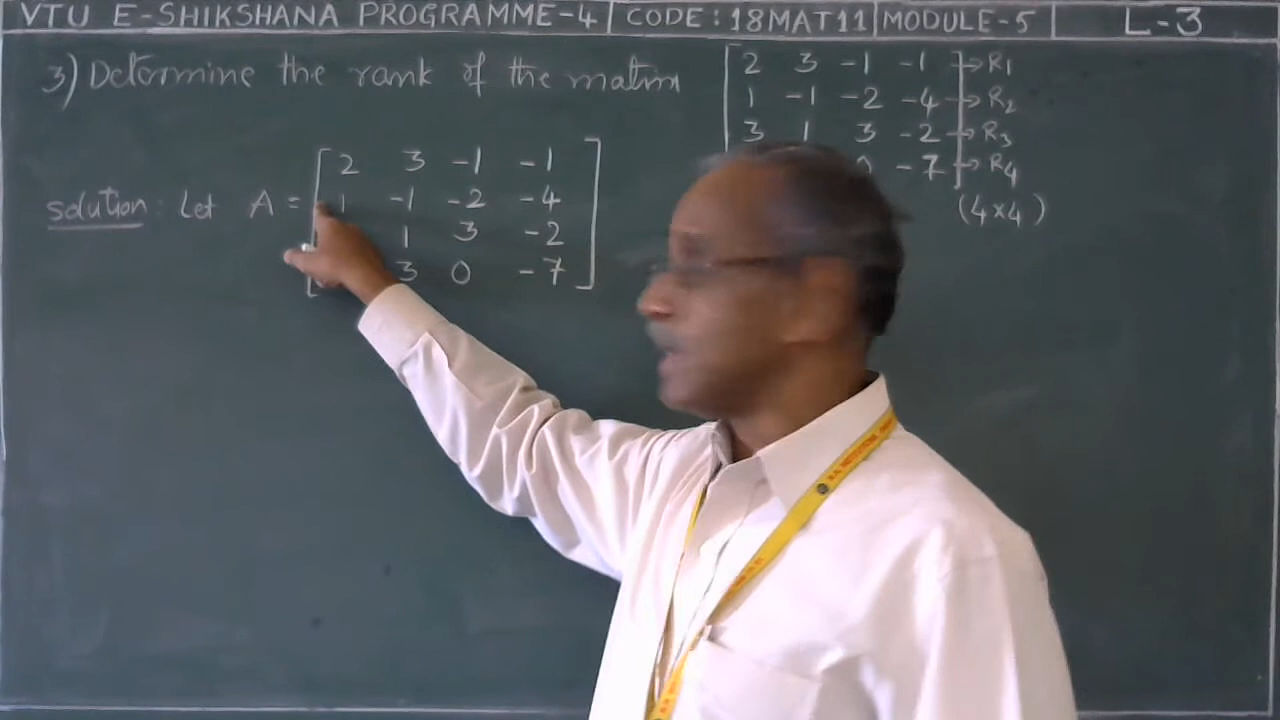 VTU E-SHIKSHANA PROGRAMME-4 CODE:18MAT11 MODULE-5 L-3
3) Determine the rank of the matrix
2 3 -1 -1 → R1
1 -1 -2 -4 → R2
3 1 3 -2 → R3
-7 → R4
(4×4)
Solution: Let A =
2 3 -1 -1
1 -1 -2 -4
1 3 -2
3 0 -7